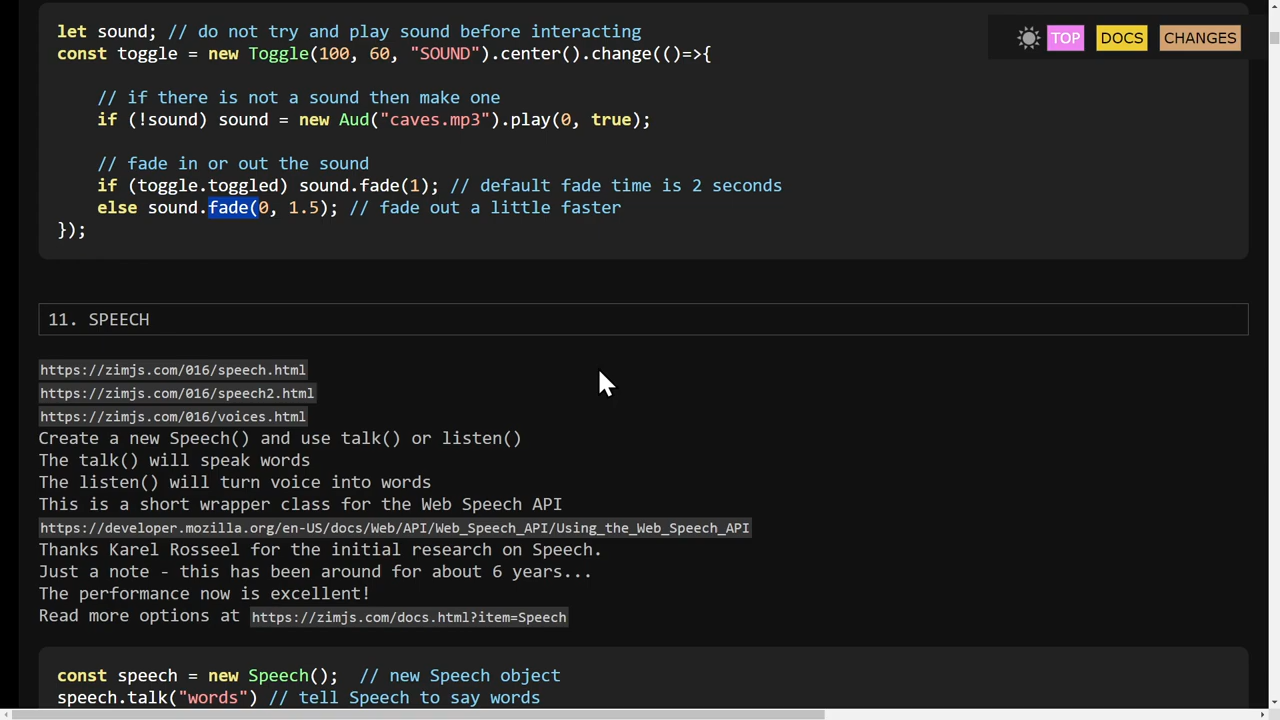 let sound; // do not try and play sound before interacting
const toggle = new Toggle(100, 60, "SOUND").center().change(()=>{
TOP DOCS CHANGES
// if there is not a sound then make one
if (!sound) sound = new Aud("caves.mp3").play(0, true);
// fade in or out the sound
if (toggle.toggled) sound.fade(1); // default fade time is 2 seconds
else sound.fade(0, 1.5); // fade out a little faster
});
11. SPEECH
https://zimjs.com/016/speech.html
https://zimjs.com/016/speech2.html
https://zimjs.com/016/voices.html
Create a new Speech() and use talk() or listen()
The talk() will speak words
The listen() will turn voice into words
This is a short wrapper class for the Web Speech API
https://developer.mozilla.org/en-US/docs/Web/API/Web_Speech_API/Using_the_Web_Speech_API
Thanks Karel Rosseel for the initial research on Speech.
Just a note - this has been around for about 6 years...
The performance now is excellent!
Read more options at https://zimjs.com/docs.html?item=Speech
const speech = new Speech();  // new Speech object
speech.talk("words") // tell Speech to say words